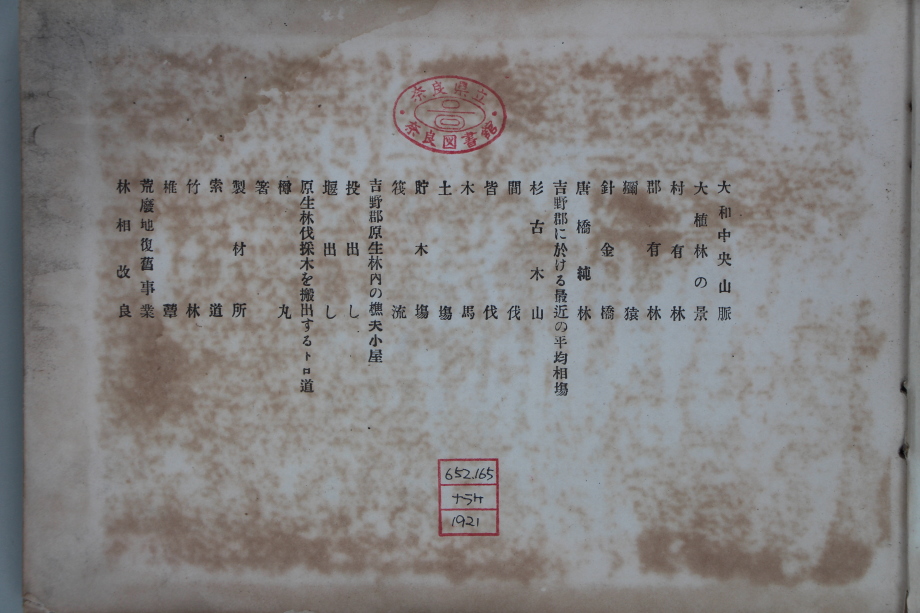 奈良県立
奈良図書館
大和中央山脈
大植林の景
村有林
郡有林
欄猿
針金橋
唐橋純林
吉野郡に於ける最近の平均相場
杉古木山
間伐
皆伐
木馬
土場
貯木場
筏流
吉野郡原生林内の樵夫小屋
投出し
堰出し
原生林伐採木を搬出するトロ道
樽丸
箸
製材所
索道
竹林
椎蕈
荒廢地復舊事業
林相改良
652.165
ナラケ
1921